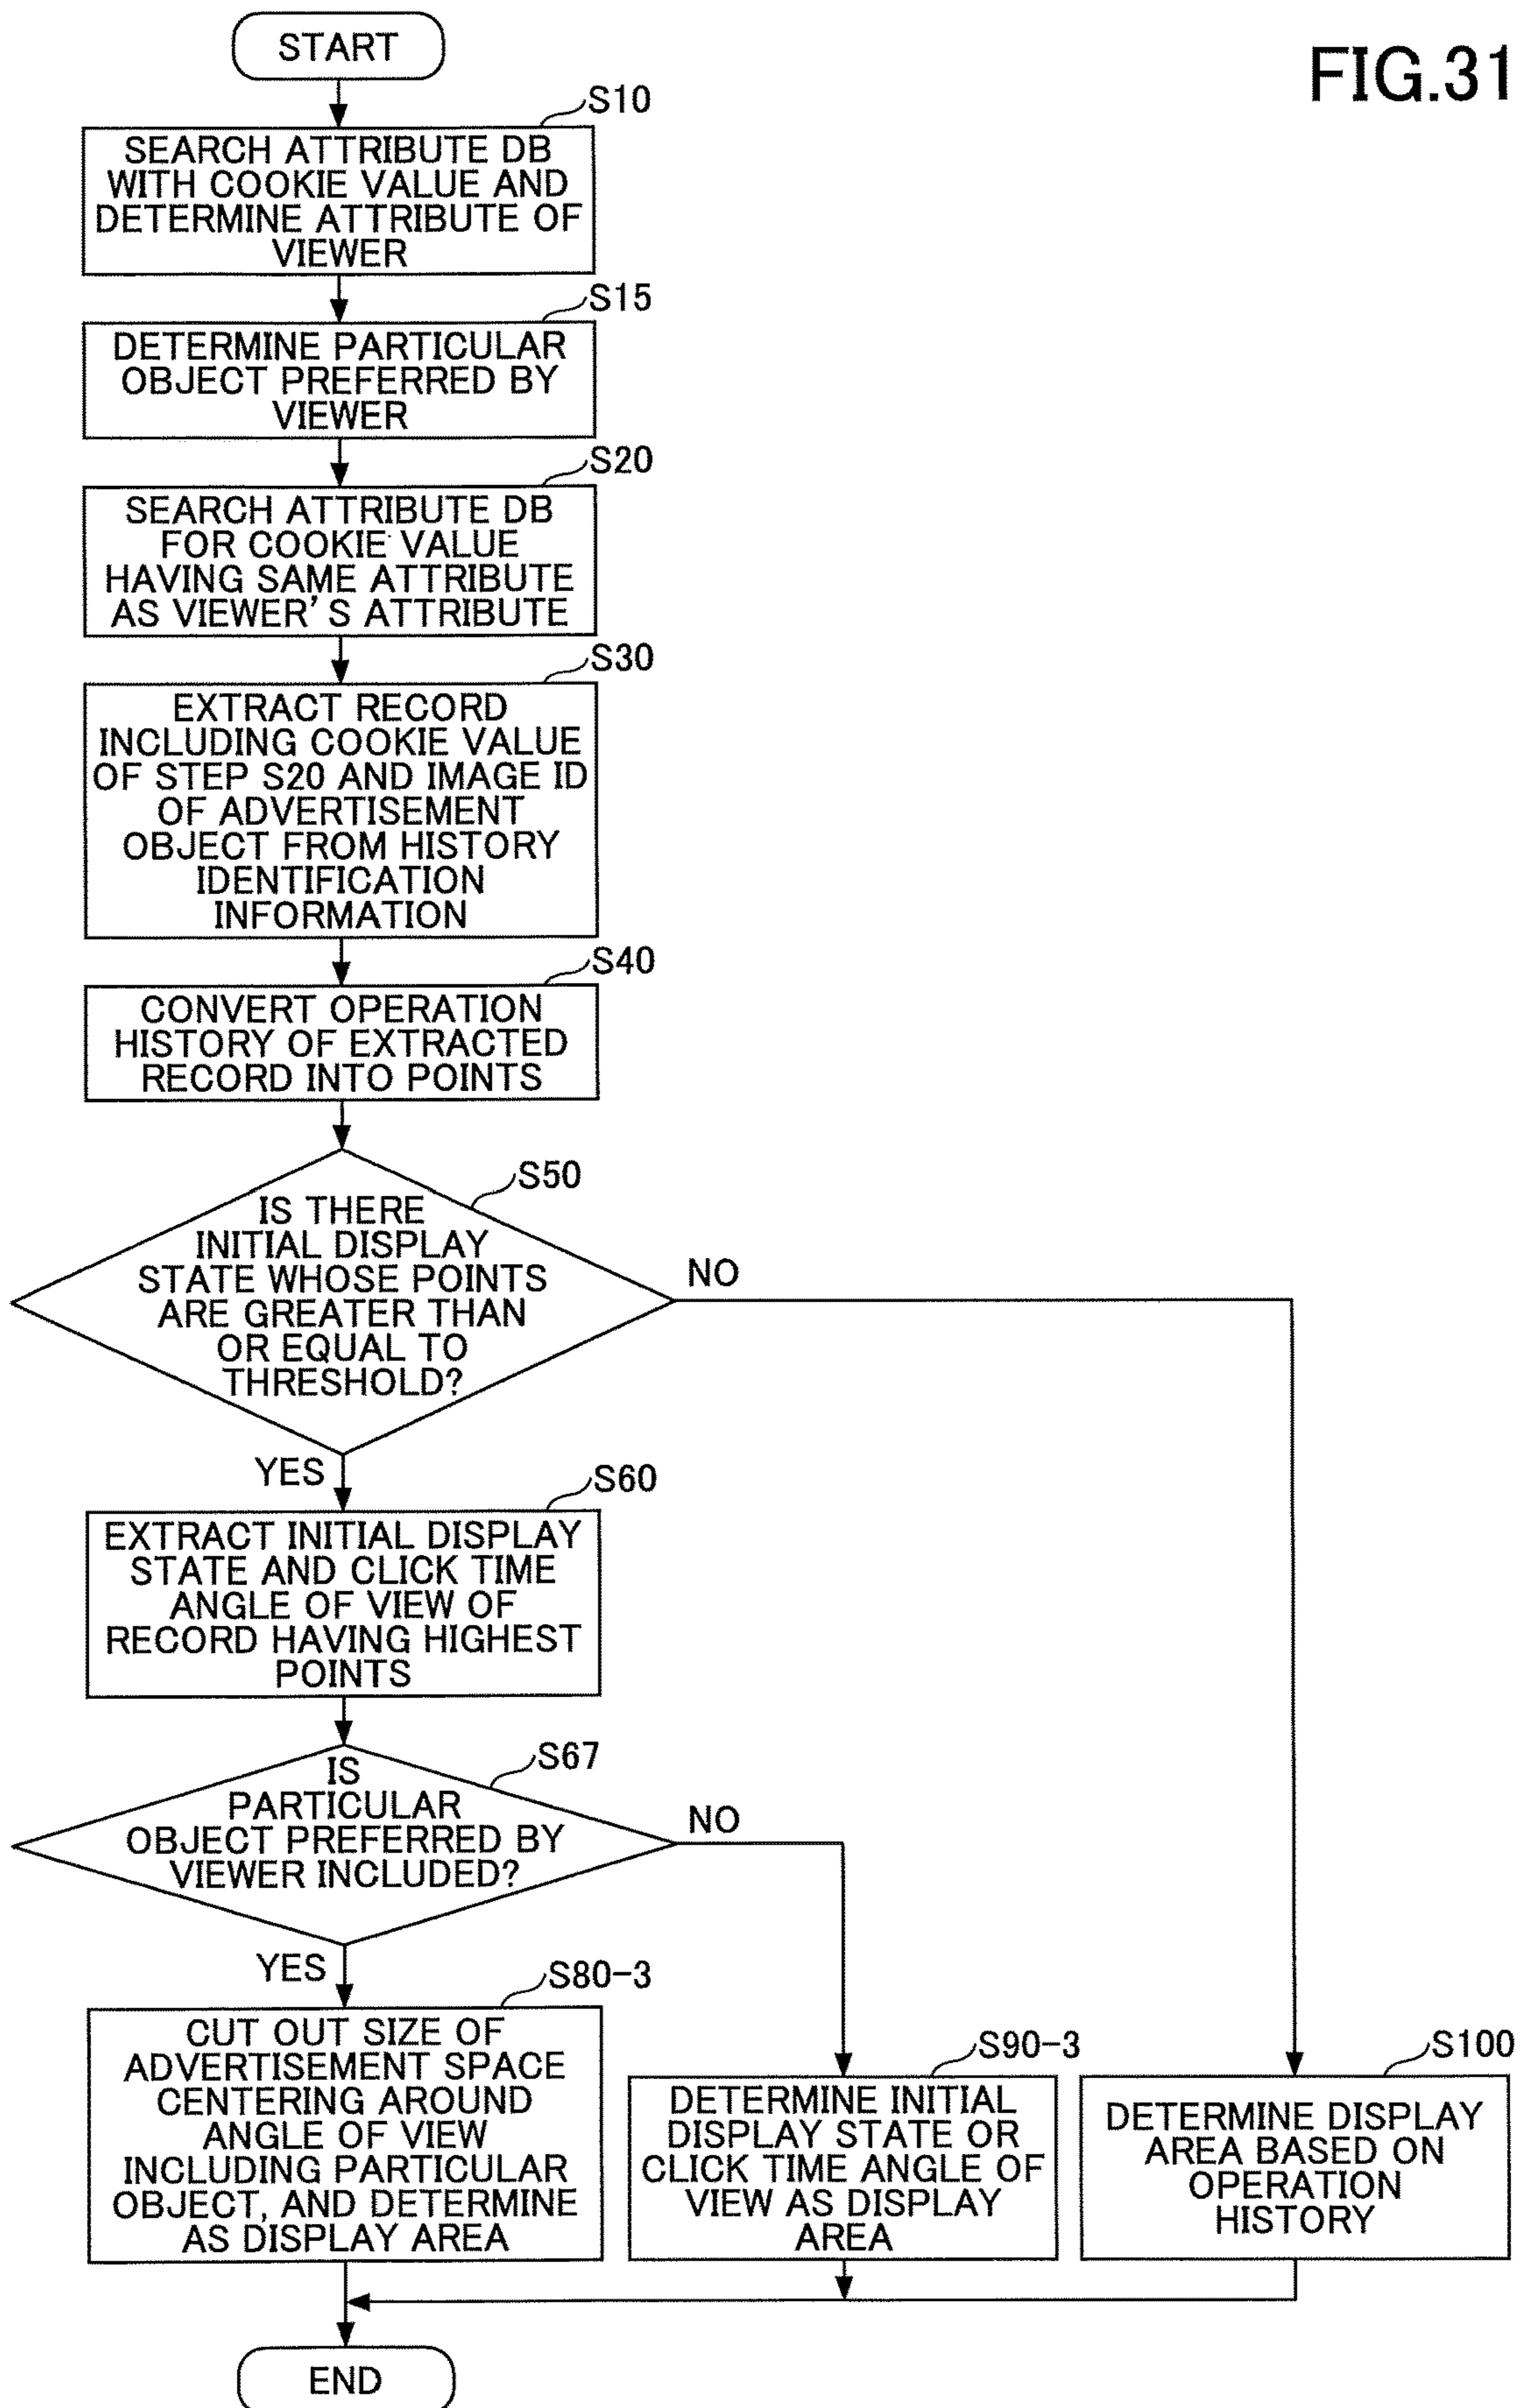 START
FIG.31
S10
SEARCH ATTRIBUTE DB
WITH COOKIE VALUE AND
DETERMINE ATTRIBUTE OF
VIEWER
S15
DETERMINE PARTICULAR
OBJECT PREFERRED BY
VIEWER
S20
SEARCH ATTRIBUTE DB
FOR COOKIE VALUE
HAVING SAME ATTRIBUTE
AS VIEWER'S ATTRIBUTE
S30
EXTRACT RECORD
INCLUDING COOKIE VALUE
OF STEP S20 AND IMAGE ID
OF ADVERTISEMENT
OBJECT FROM HISTORY
IDENTIFICATION
INFORMATION
S40
CONVERT OPERATION
HISTORY OF EXTRACTED
RECORD INTO POINTS
S50
IS THERE
INITIAL DISPLAY
STATE WHOSE POINTS
ARE GREATER THAN
OR EQUAL TO
THRESHOLD?
NO
YES
S60
EXTRACT INITIAL DISPLAY
STATE AND CLICK TIME
ANGLE OF VIEW OF
RECORD HAVING HIGHEST
POINTS
S67
IS
PARTICULAR
OBJECT PREFERRED BY
VIEWER INCLUDED?
NO
YES
S80-3
CUT OUT SIZE OF
ADVERTISEMENT SPACE
CENTERING AROUND
ANGLE OF VIEW
INCLUDING PARTICULAR
OBJECT, AND DETERMINE
AS DISPLAY AREA
S90-3
DETERMINE INITIAL
DISPLAY STATE OR
CLICK TIME ANGLE OF
VIEW AS DISPLAY
AREA
S100
DETERMINE DISPLAY
AREA BASED ON
OPERATION
HISTORY
END